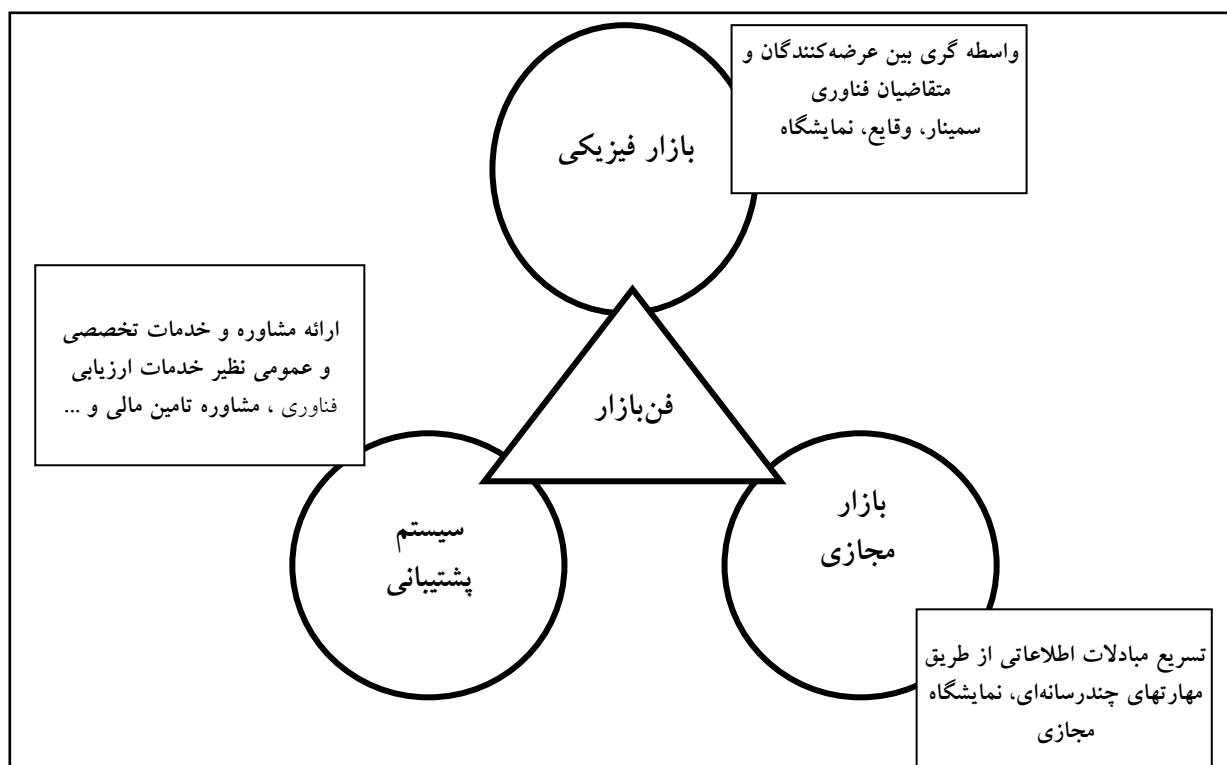 واسطه گری بین عرضه‌کنندگان و
متقاضیان فناوری
سمینار، وقایع، نمایشگاه
بازار فیزیکی
ارائه مشاوره و خدمات تخصصی
و عمومی نظیر خدمات ارزیابی
فناوری ، مشاوره تامین مالی و ...
فن‌بازار
بازار
مجازی
سیستم
پشتیبانی
تسریع مبادلات اطلاعاتی از طریق
مهارتهای چندرسانه‌ای، نمایشگاه
مجازی